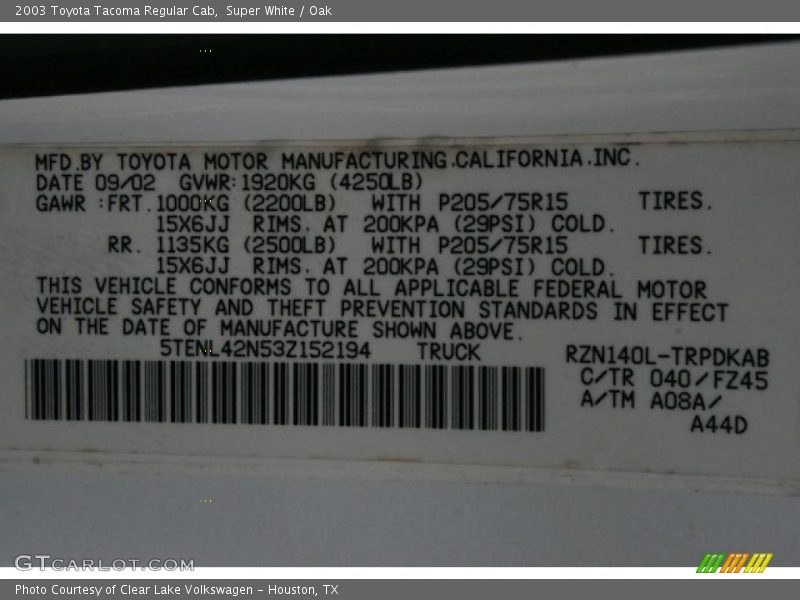 2003 Toyota Tacoma Regular Cab,  Super White / Oak
MFD.BY TOYOTA MOTOR MANUFACTURING.CALIFORNIA.INC.
DATE 09/02 GVWR:1920KG (4250LB)
GAWR :FRT.1000KG (2200LB) WITH P205/75R15 TIRES.
15X6JJ RIMS. AT 200KPA (29PSI) COLD.
RR. 1135KG (2500LB) WITH P205/75R15 TIRES.
15X6JJ RIMS. AT 200KPA (29PSI) COLD.
THIS VEHICLE CONFORMS TO ALL APPLICABLE FEDERAL MOTOR
VEHICLE SAFETY AND THEFT PREVENTION STANDARDS IN EFFECT
ON THE DATE OF MANUFACTURE SHOWN ABOVE.
5TENL42N53Z152194 TRUCK RZN140L-TRPDKAB
C/TR 040/FZ45
A/TM A08A/
A44D
GTCARLOT.COM
Photo Courtesy of Clear Lake Volkswagen - Houston, TX